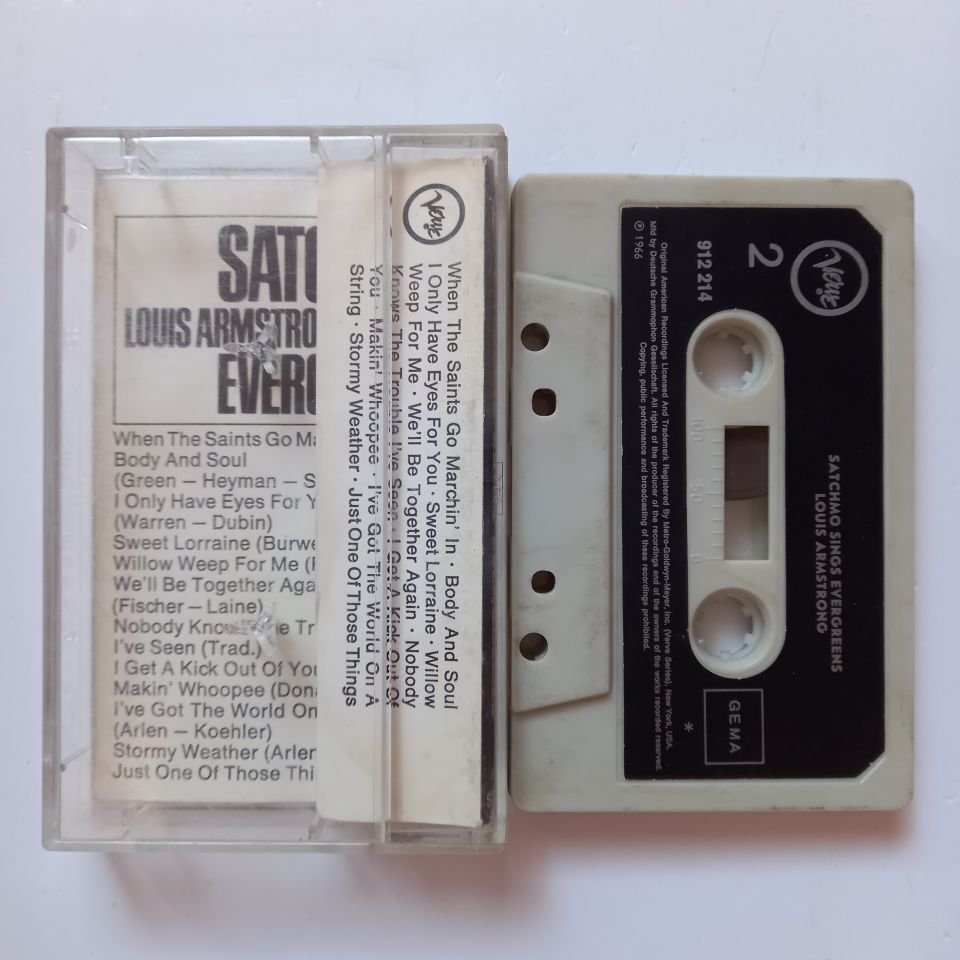 SATC
LOUIS ARMSTRO
EVER
When The Saints Go Ma
Body And Soul
(Green – Heyman – S
I Only Have Eyes For Y
(Warren – Dubin)
Sweet Lorraine (Burwe
Willow Weep For Me (
We'll Be Together Aga
(Fischer – Laine)
Nobody Knows The Tr
I've Seen (Trad.)
I Get A Kick Out Of You
Makin' Whoopee (Dona
I've Got The World On
(Arlen – Koehler)
Stormy Weather (Arlen
Just One Of Those Thi
Verve
When The Saints Go Marchin' In · Body And Soul
I Only Have Eyes For You · Sweet Lorraine · Willow
Weep For Me · We'll Be Together Again · Nobody
Knows The Trouble I've Seen · I Get A Kick Out Of
You · Makin' Whoopee · I've Got The World On A
String · Stormy Weather · Just One Of Those Things
Verve
SATCHMO SINGS EVERGREENS
LOUIS ARMSTRONG
2
912 214
GEMA
*
100 50 0
Copying, public performance and broadcasting of these recordings prohibited.
Original American Recordings Licensed And Trademark Registered By Metro-Goldwyn-Mayer, Inc. (Verve Series), New York, USA.
Mfd by Deutsche Grammophon Gesellschaft. All rights of the producer of the recordings and of the owners of the works recorded reserved.
℗ 1966